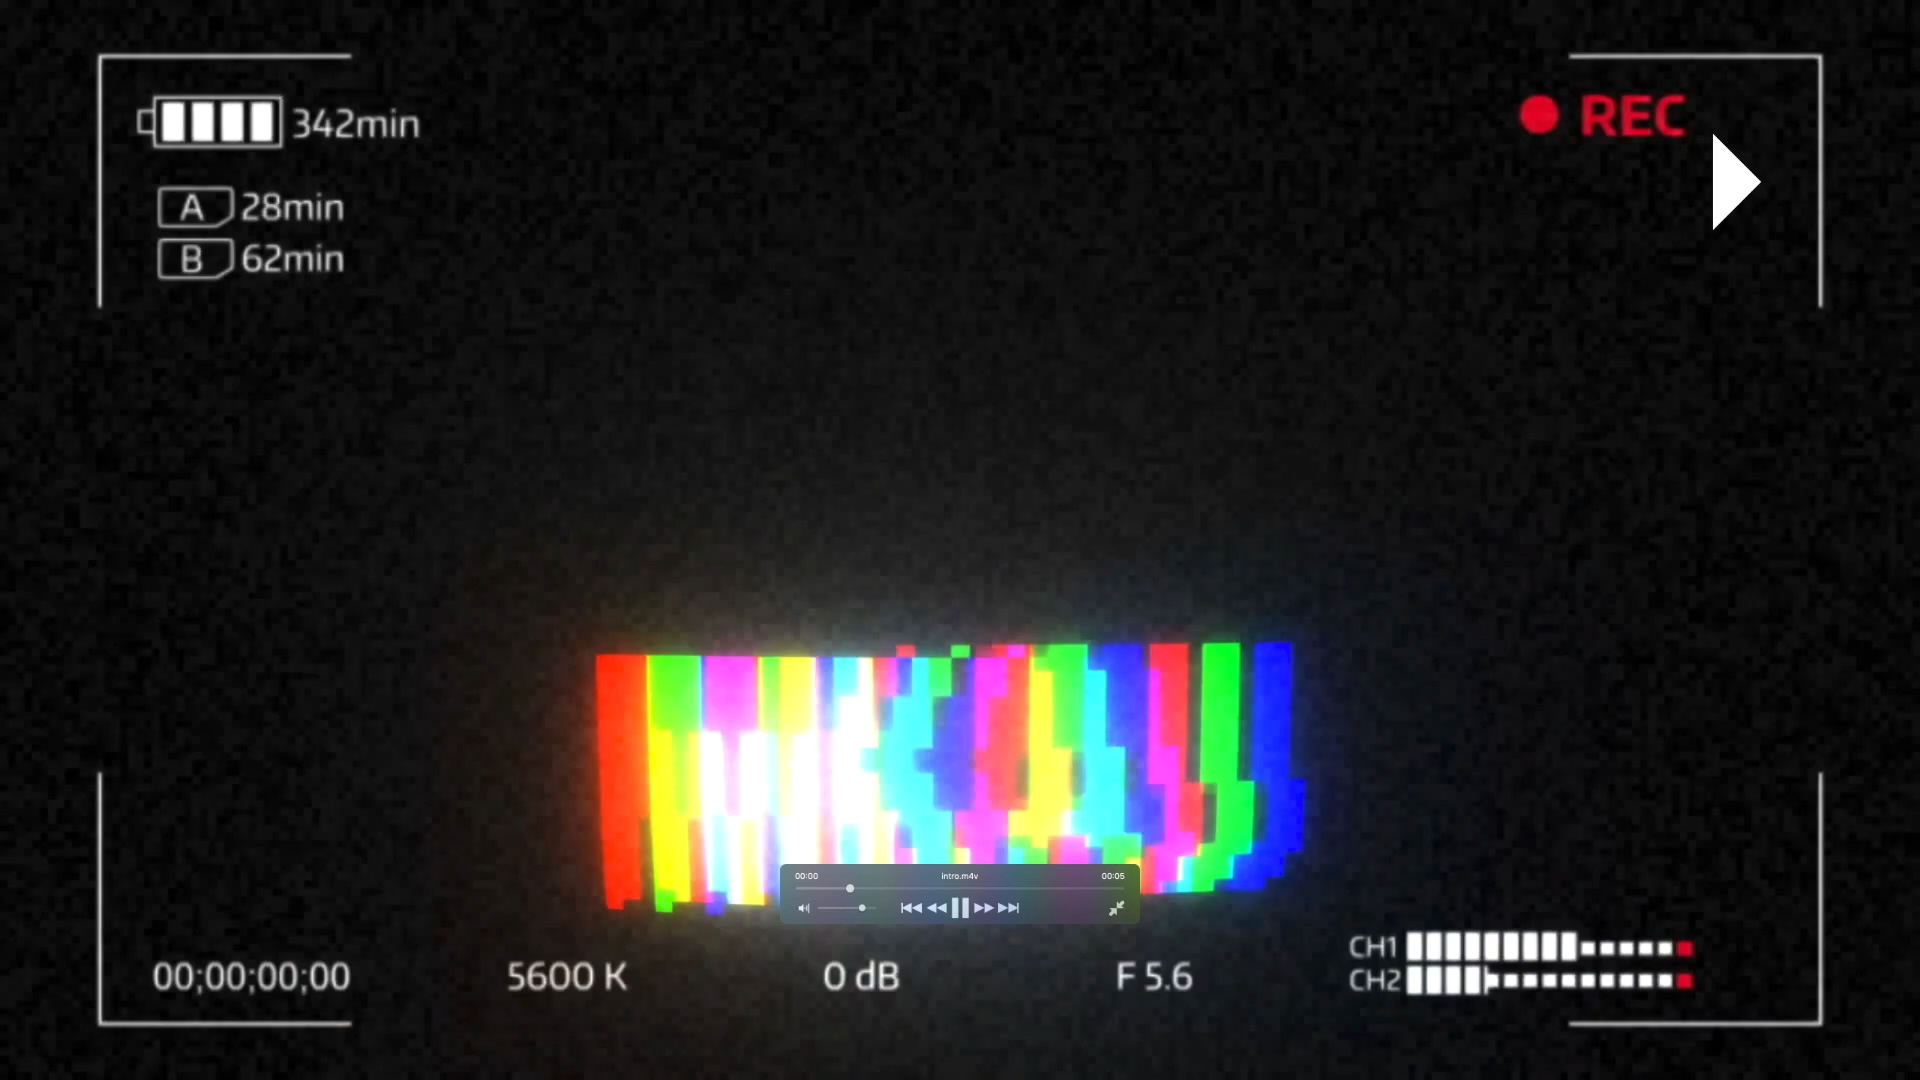 342min
REC
A 28min
B 62min
00:00 intro.m4v 00:05
CH1
CH2
00;00;00;00 5600 K 0 dB F 5.6